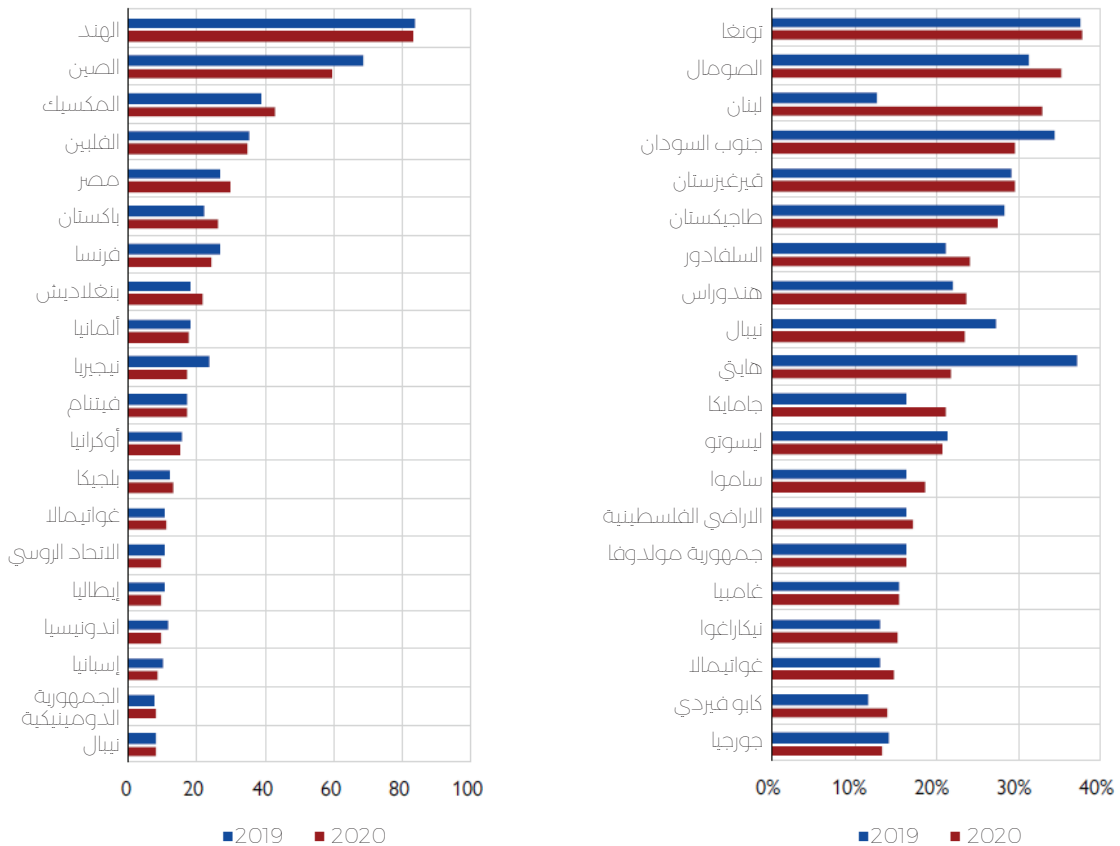 الهند
الصين
المكسيك
الفلبين
مصر
باكستان
فرنسا
بنغلاديش
ألمانيا
نيجيريا
فيتنام
أوكرانيا
بلجيكا
غواتيمالا
الاتحاد الروسي
إيطاليا
اندونيسيا
إسبانيا
الجمهورية
الدومينيكية
نيبال
0 20 40 60 80 100
2019 2020
تونغا
الصومال
لبنان
جنوب السودان
قيرغيزستان
طاجيكستان
السلفادور
هندوراس
نيبال
هايتي
جامايكا
ليسوتو
ساموا
الاراضي الفلسطينية
جمهورية مولدوفا
غامبيا
نيكاراغوا
غواتيمالا
كابو فيردي
جورجيا
0% 10% 20% 30% 40%
2019 2020